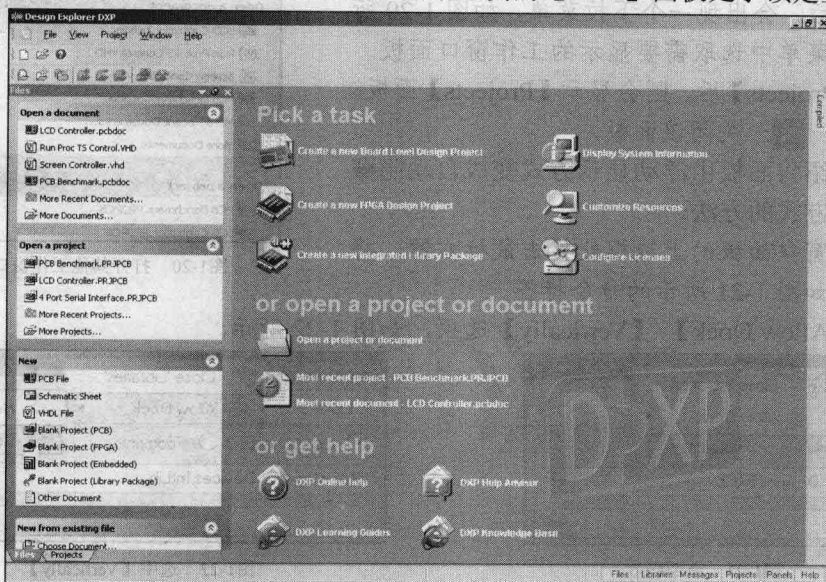 Design Explorer DXP
File View Project Window Help
Files
Open a document
LCD Controller.pcbdoc
Run Proc TS Control.VHD
Screen Controller.vhd
PCB Benchmark.pcbdoc
More Recent Documents...
More Documents...
Open a project
PCB Benchmark.PRJPCB
LCD Controller.PRJPCB
4 Port Serial Interface.PRJPCB
More Recent Projects...
More Projects...
New
PCB File
Schematic Sheet
VHDL File
Blank Project (PCB)
Blank Project (FPGA)
Blank Project (Embedded)
Blank Project (Library Package)
Other Document
New from existing file
Choose Document...
Files Projects
Pick a task
Create a new Board Level Design Project
Display System Information
Create a new FPGA Design Project
Customize Resources
Create a new Integrated Library Package
Configure Licenses
or open a project or document
Open a project or document
Most recent project - PCB Benchmark.PRJPCB
Most recent document - LCD Controller.pcbdoc
DXP
or get help
DXP Online help
DXP Help Advisor
DXP Learning Guides
DXP Knowledge Base
Compiled
Files Libraries Messages Projects Panels Help